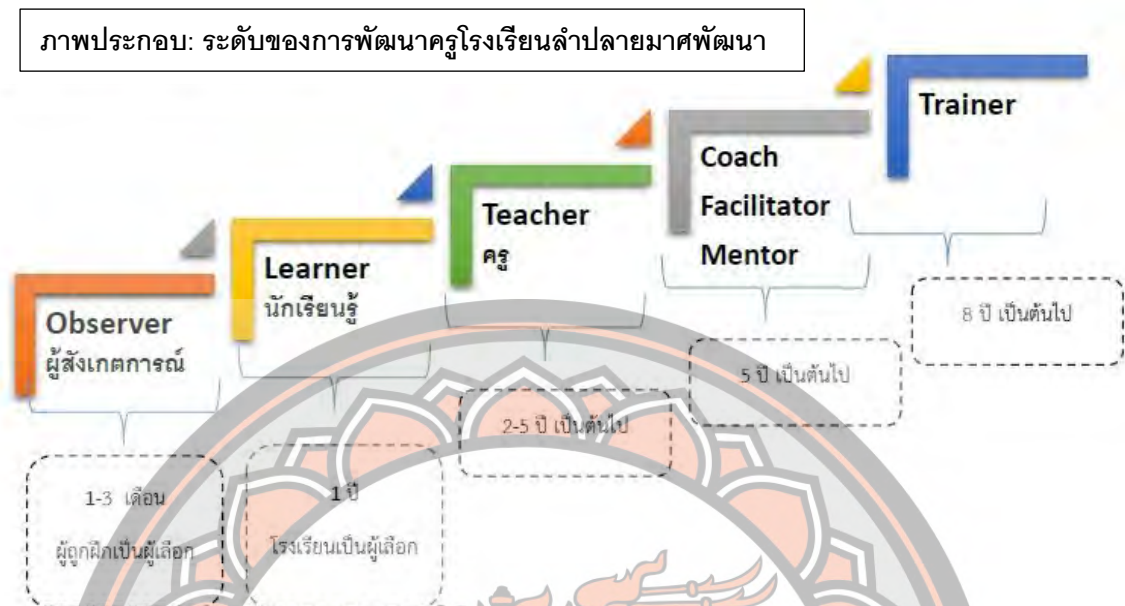 ภาพประกอบ: ระดับของการพัฒนาครูโรงเรียนลำปลายมาศพัฒนา
Observer
ผู้สังเกตการณ์
1-3 เดือน
ผู้ถูกฝึกเป็นผู้เลือก
Learner
นักเรียนรู้
1 ปี
โรงเรียนเป็นผู้เลือก
Teacher
ครู
2-5 ปี เป็นต้นไป
Coach
Facilitator
Mentor
5 ปี เป็นต้นไป
Trainer
8 ปี เป็นต้นไป